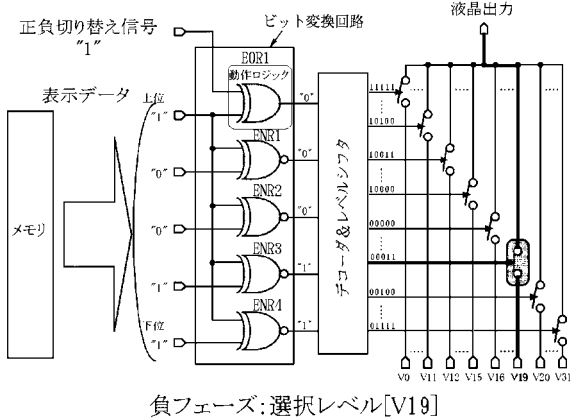 液晶出力
正負切り替え信号
"1"
ビット変換回路
EOR1
動作ロジック
表示データ
上位
"1"
"0"
11111
ENR1
"0"
"0"
10100
ENR2
"0"
"0"
10011
10000
メモリ
デコーダ&レベルシフタ
00000
ENR3
"1"
"1"
00011
ENR4
00100
下位
"1"
"1"
01111
V0 V11 V12 V15 V16 V19 V20 V31
負フェーズ:選択レベル[V19]